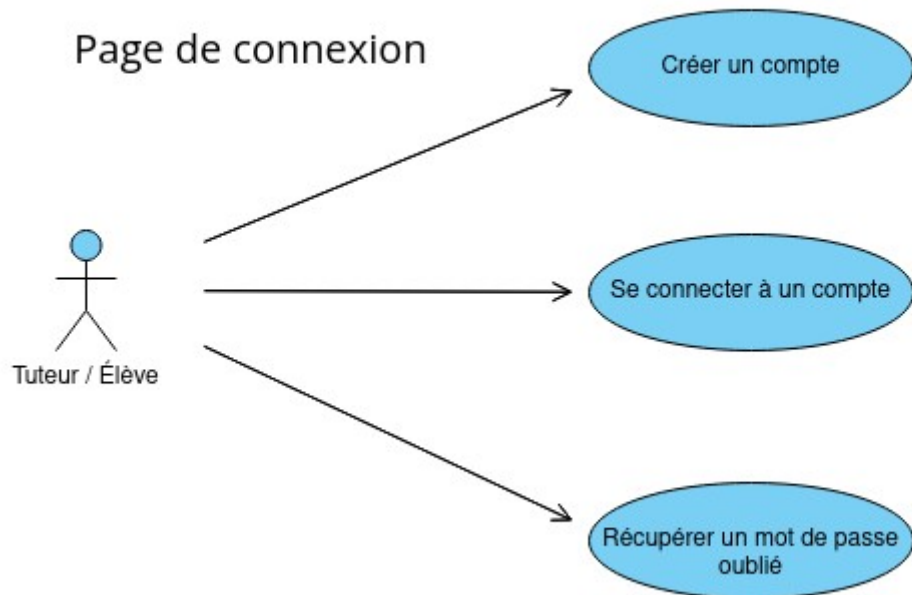 Page de connexion
Créer un compte
Se connecter à un compte
Tuteur / Élève
Récupérer un mot de passe
oublié